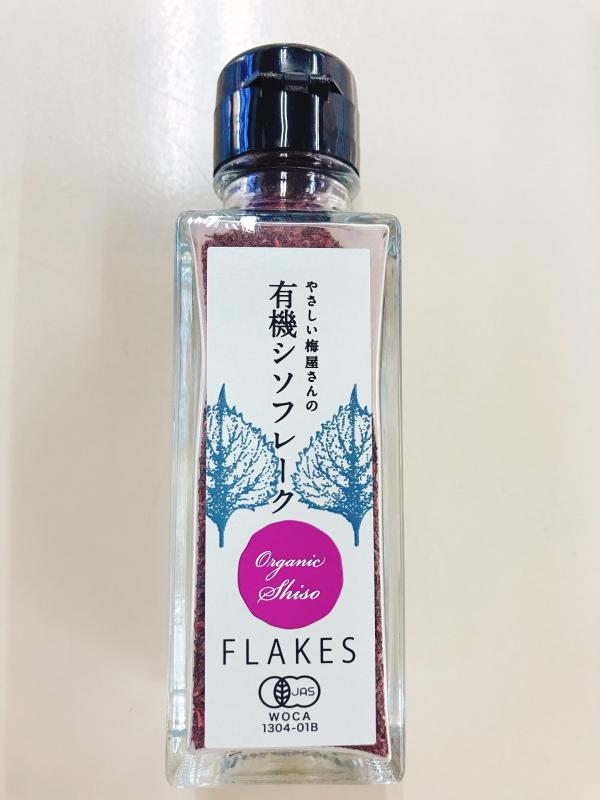 やさしい梅屋さんの
有機シソフレーク
Organic
Shiso
FLAKES
JAS
WOCA
1304-01B